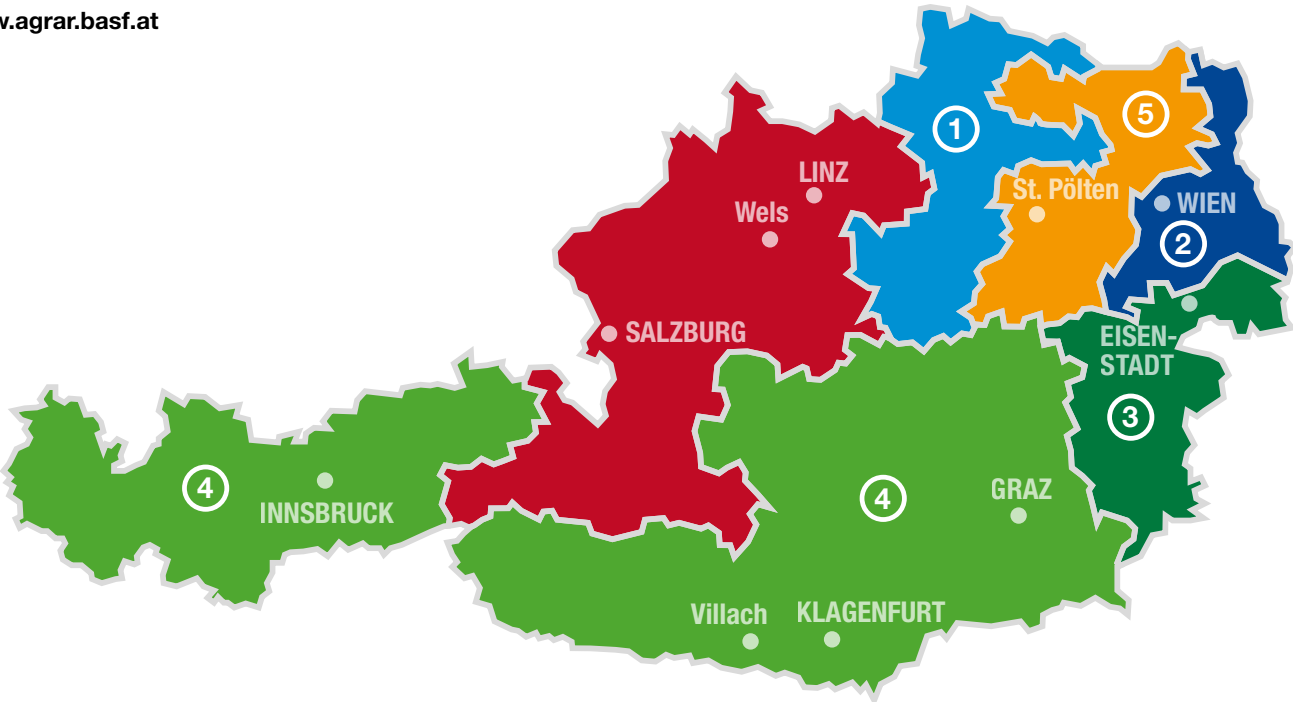 w.agrar.basf.at
1
5
LINZ
St. Pölten
Wels
WIEN
2
SALZBURG
EISEN-
STADT
3
4
INNSBRUCK
4
GRAZ
Villach
KLAGENFURT